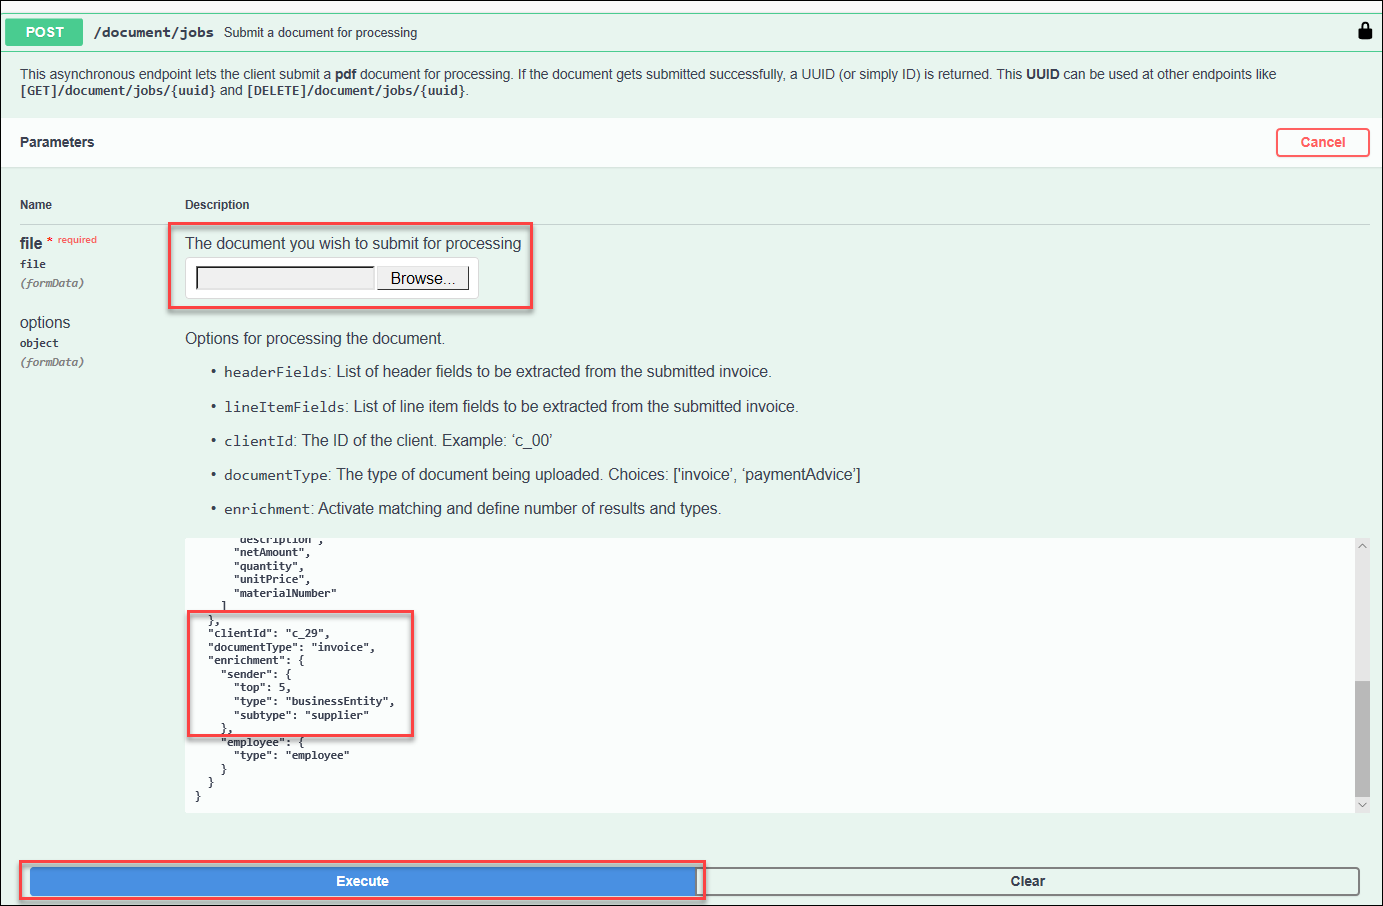 POST /document/jobs Submit a document for processing
This asynchronous endpoint lets the client submit a pdf document for processing. If the document gets submitted successfully, a UUID (or simply ID) is returned. This UUID can be used at other endpoints like
[GET]/document/jobs/{uuid} and [DELETE]/document/jobs/{uuid}.
Parameters
Cancel
Name Description
file * required
file
(formData)
The document you wish to submit for processing
Browse...
options
object
(formData)
Options for processing the document.
• headerFields: List of header fields to be extracted from the submitted invoice.
• lineItemFields: List of line item fields to be extracted from the submitted invoice.
• clientId: The ID of the client. Example: ‘c_00’
• documentType: The type of document being uploaded. Choices: ['invoice’, ‘paymentAdvice’]
• enrichment: Activate matching and define number of results and types.
"description",
"netAmount",
"quantity",
"unitPrice",
"materialNumber"
]
},
"clientId": "c_29",
"documentType": "invoice",
"enrichment": {
"sender": {
"top": 5,
"type": "businessEntity",
"subtype": "supplier"
},
"employee": {
"type": "employee"
}
}
}
Execute Clear